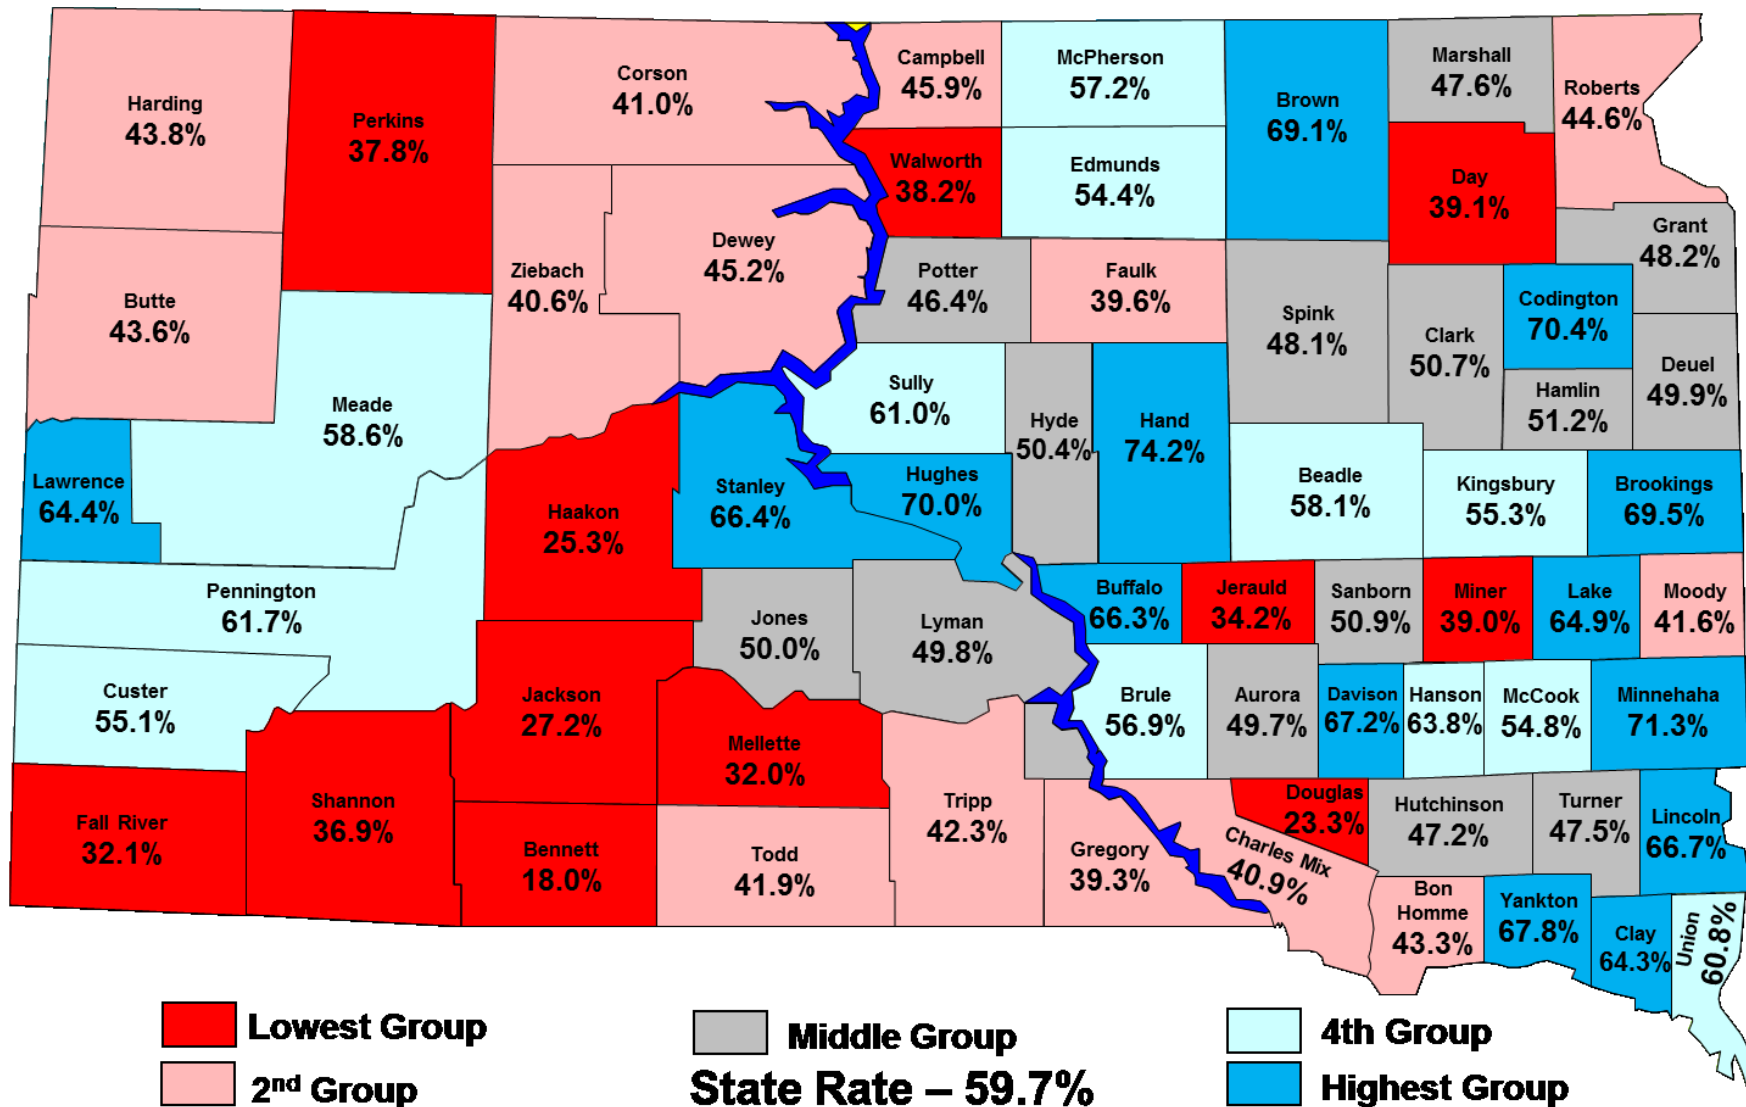 Harding
43.8%
Perkins
37.8%
Corson
41.0%
Campbell
45.9%
McPherson
57.2%
Brown
69.1%
Marshall
47.6%
Roberts
44.6%
Walworth
38.2%
Edmunds
54.4%
Day
39.1%
Grant
48.2%
Butte
43.6%
Ziebach
40.6%
Dewey
45.2%
Potter
46.4%
Faulk
39.6%
Spink
48.1%
Clark
50.7%
Codington
70.4%
Deuel
49.9%
Hamlin
51.2%
Meade
58.6%
Sully
61.0%
Hyde
50.4%
Hand
74.2%
Lawrence
64.4%
Haakon
25.3%
Stanley
66.4%
Hughes
70.0%
Beadle
58.1%
Kingsbury
55.3%
Brookings
69.5%
Pennington
61.7%
Jones
50.0%
Lyman
49.8%
Buffalo
66.3%
Jerauld
34.2%
Sanborn
50.9%
Miner
39.0%
Lake
64.9%
Moody
41.6%
Custer
55.1%
Jackson
27.2%
Mellette
32.0%
Brule
56.9%
Aurora
49.7%
Davison
67.2%
Hanson
63.8%
McCook
54.8%
Minnehaha
71.3%
Fall River
32.1%
Shannon
36.9%
Bennett
18.0%
Todd
41.9%
Tripp
42.3%
Gregory
39.3%
Charles Mix
40.9%
Douglas
23.3%
Hutchinson
47.2%
Turner
47.5%
Lincoln
66.7%
Bon
Homme
43.3%
Yankton
67.8%
Clay
64.3%
Union
60.8%
Lowest Group
2nd Group
Middle Group
State Rate – 59.7%
4th Group
Highest Group